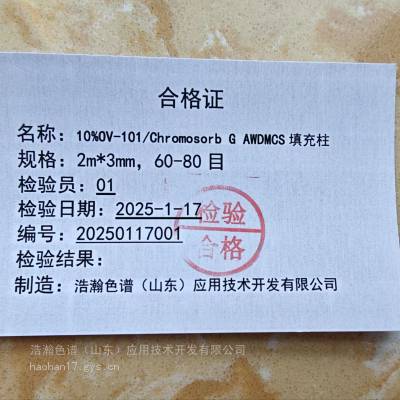 合格证
名称：10%OV-101/Chromosorb G AWDMCS 填充柱
规格：2m*3mm，60-80 目
检验员：01
检验日期：2025-1-17
编号：20250117001
检验结果：
检验
合格
制造：浩瀚色谱（山东）应用技术开发有限公司
浩瀚色谱（山东）应用技术开发有限公司
haohan17.gys.cn